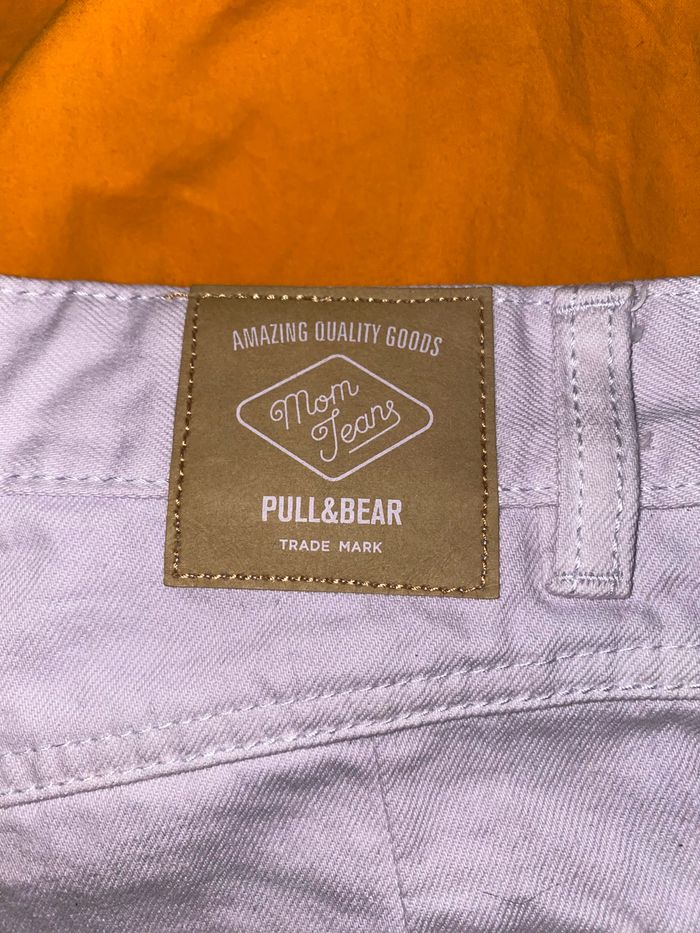 AMAZING QUALITY GOODS
Mom
Jeans
PULL&BEAR
TRADE MARK